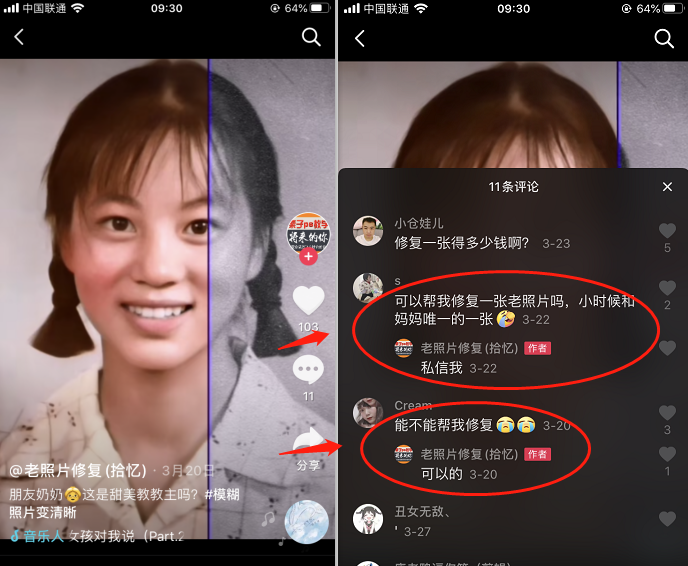 中国联通
09:30
64%
茶子ps教学
将来的你
103
11
分享
@老照片修复(拾忆) · 3月20日
朋友奶奶👵这是甜美教教主吗? #模糊
照片变清晰
音乐人 女孩对我说（Part.2
中国联通
09:30
64%
11条评论
小仓娃儿
修复一张得多少钱啊? 3-23
5
s
可以帮我修复一张老照片吗，小时候和
妈妈唯一的一张🤣 3-22
2
老照片修复(拾忆) 作者
私信我 3-22
Cream
能不能帮我修复😭😭 3-20
3
老照片修复(拾忆) 作者
可以的 3-20
1
丑女无敌、
' 3-27